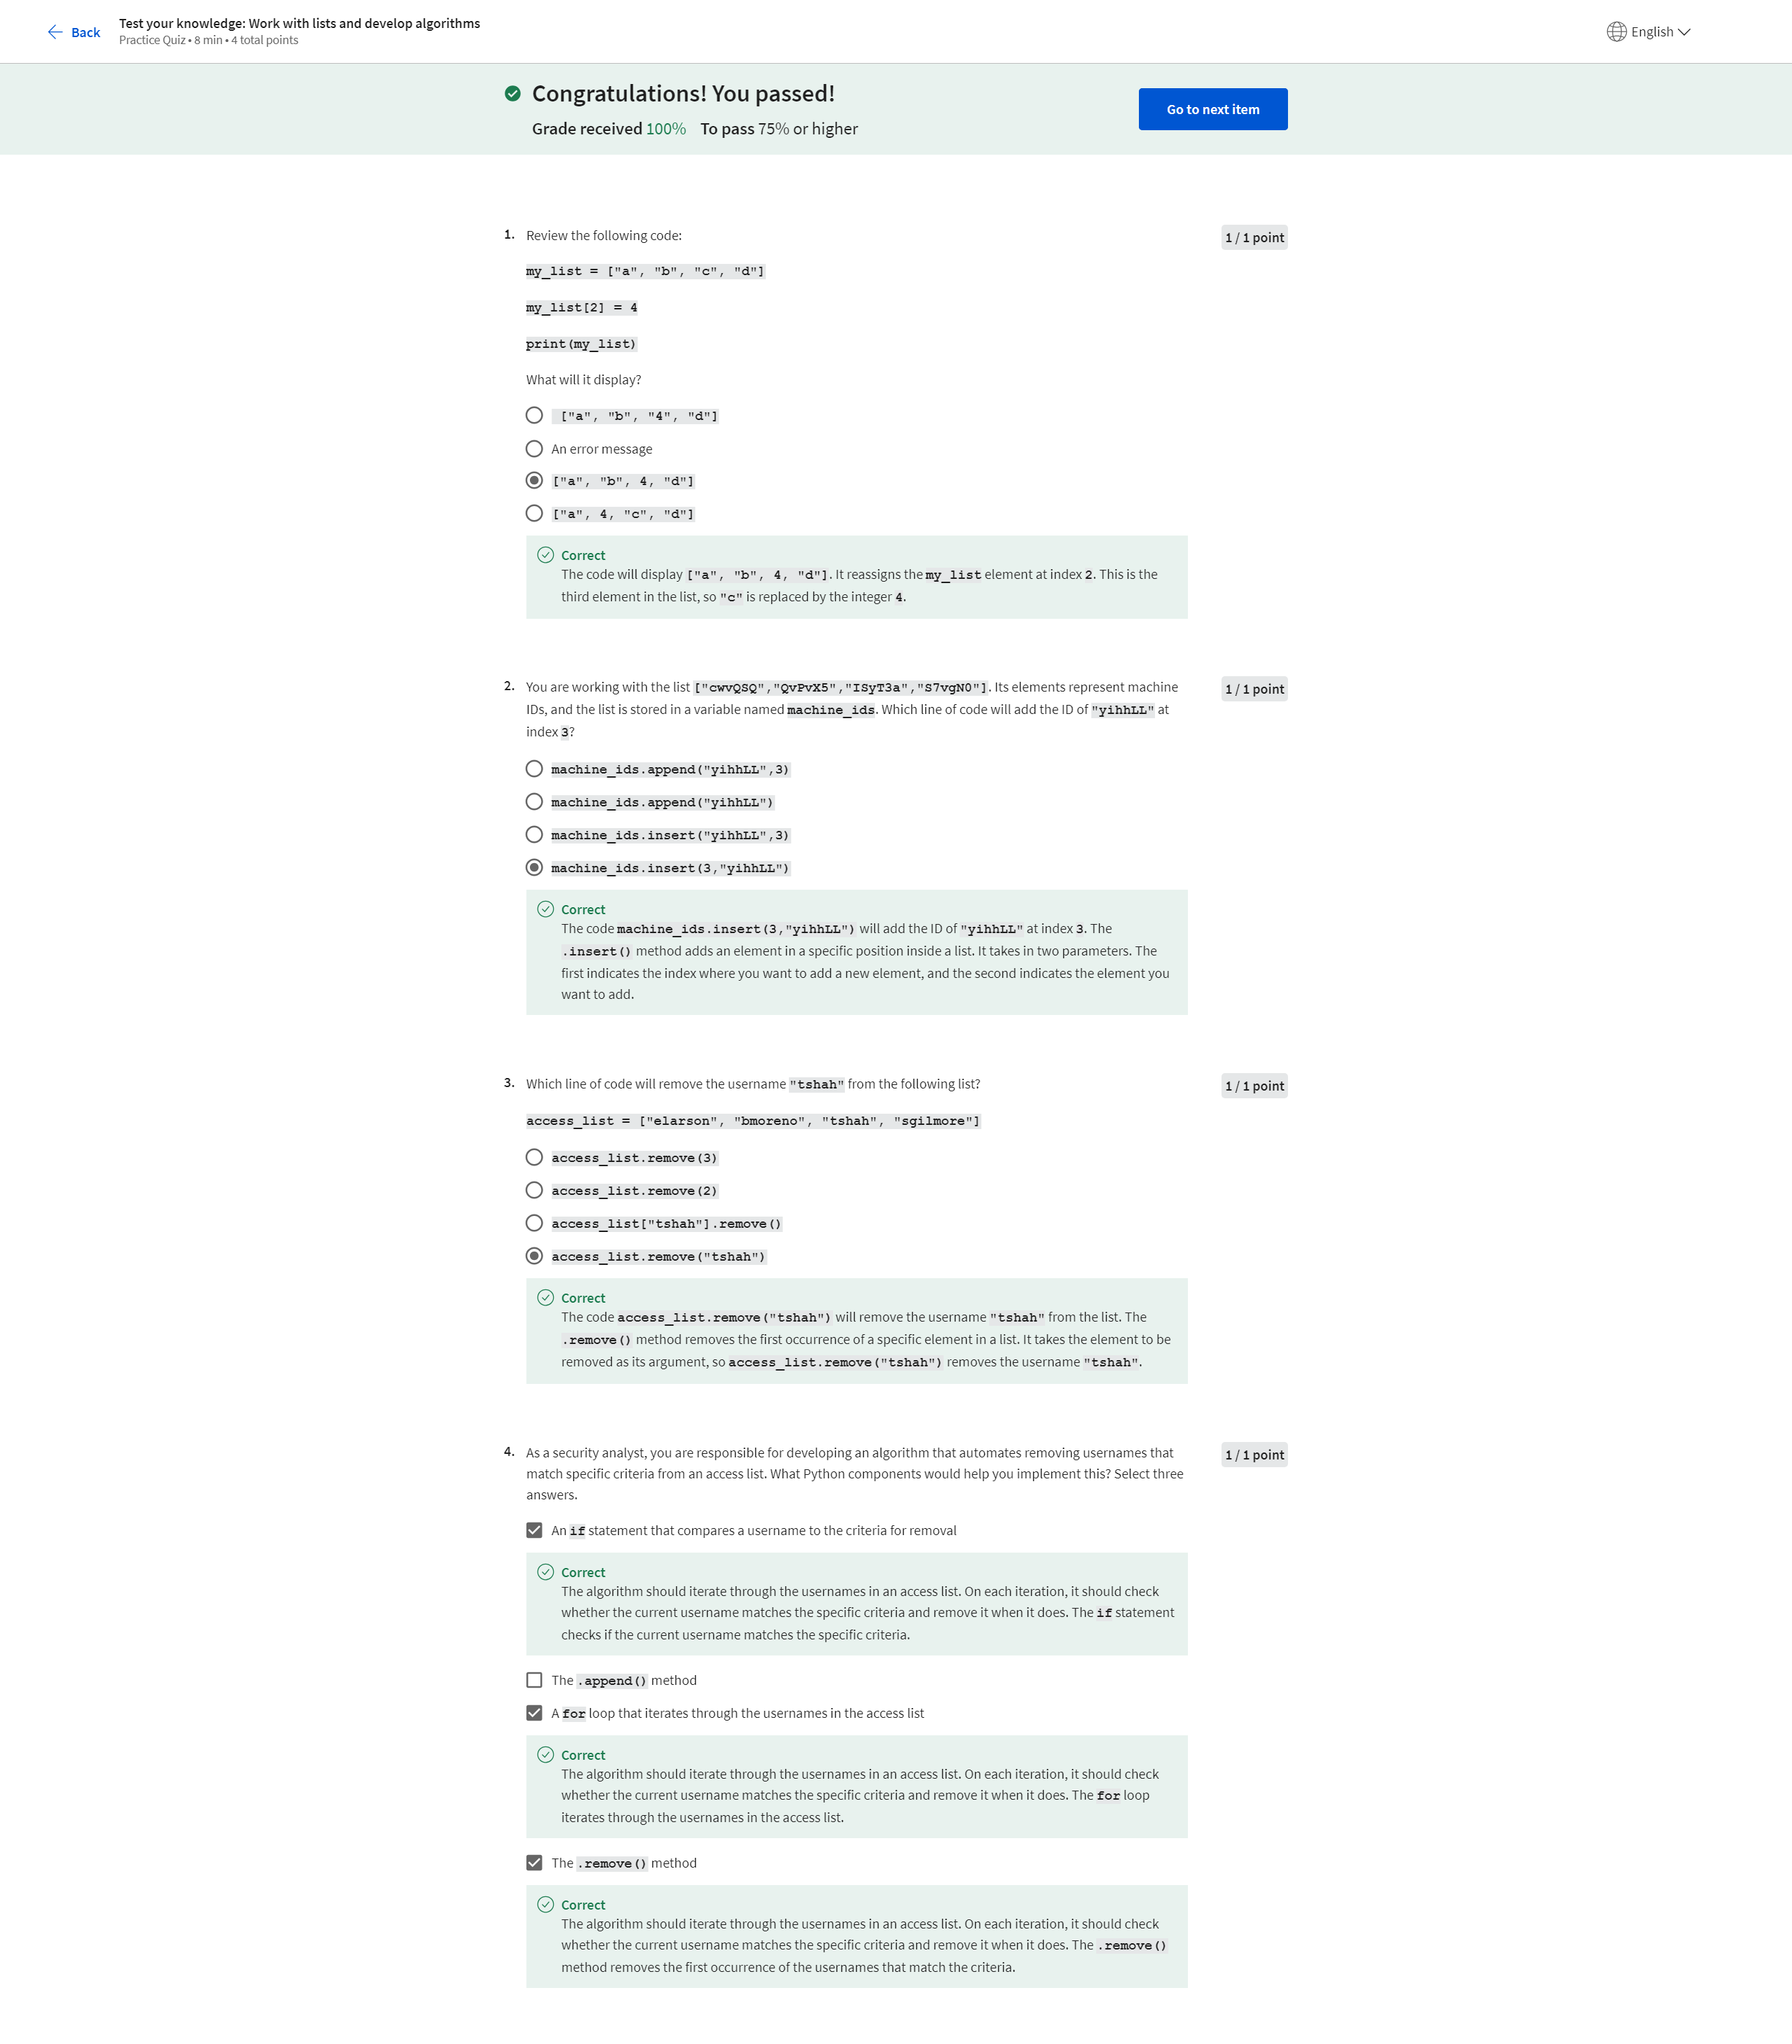 Back
Test your knowledge: Work with lists and develop algorithms
Practice Quiz • 8 min • 4 total points
English
Congratulations! You passed!
Grade received 100% To pass 75% or higher
Go to next item
1. Review the following code:
1 / 1 point
my_list = ["a", "b", "c", "d"]
my_list[2] = 4
print(my_list)
What will it display?
["a", "b", "4", "d"]
An error message
["a", "b", 4, "d"]
["a", 4, "c", "d"]
Correct
The code will display ["a", "b", 4, "d"]. It reassigns the my_list element at index 2. This is the
third element in the list, so "c" is replaced by the integer 4.
2. You are working with the list ["cwvQSQ","QvPvX5","ISyT3a","S7vgN0"]. Its elements represent machine
IDs, and the list is stored in a variable named machine_ids. Which line of code will add the ID of "yihhLL" at
index 3?
1 / 1 point
machine_ids.append("yihhLL",3)
machine_ids.append("yihhLL")
machine_ids.insert("yihhLL",3)
machine_ids.insert(3,"yihhLL")
Correct
The code machine_ids.insert(3,"yihhLL") will add the ID of "yihhLL" at index 3. The
.insert() method adds an element in a specific position inside a list. It takes in two parameters. The
first indicates the index where you want to add a new element, and the second indicates the element you
want to add.
3. Which line of code will remove the username "tshah" from the following list?
1 / 1 point
access_list = ["elarson", "bmoreno", "tshah", "sgilmore"]
access_list.remove(3)
access_list.remove(2)
access_list["tshah"].remove()
access_list.remove("tshah")
Correct
The code access_list.remove("tshah") will remove the username "tshah" from the list. The
.remove() method removes the first occurrence of a specific element in a list. It takes the element to be
removed as its argument, so access_list.remove("tshah") removes the username "tshah".
4. As a security analyst, you are responsible for developing an algorithm that automates removing usernames that
match specific criteria from an access list. What Python components would help you implement this? Select three
answers.
1 / 1 point
An if statement that compares a username to the criteria for removal
Correct
The algorithm should iterate through the usernames in an access list. On each iteration, it should check
whether the current username matches the specific criteria and remove it when it does. The if statement
checks if the current username matches the specific criteria.
The .append() method
A for loop that iterates through the usernames in the access list
Correct
The algorithm should iterate through the usernames in an access list. On each iteration, it should check
whether the current username matches the specific criteria and remove it when it does. The for loop
iterates through the usernames in the access list.
The .remove() method
Correct
The algorithm should iterate through the usernames in an access list. On each iteration, it should check
whether the current username matches the specific criteria and remove it when it does. The .remove()
method removes the first occurrence of the usernames that match the criteria.